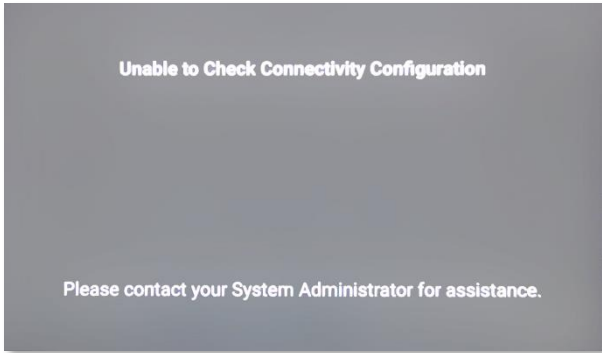 Unable to Check Connectivity Configuration
Please contact your System Administrator for assistance.